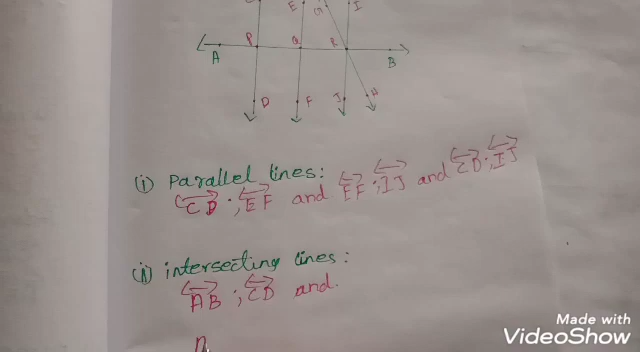 E G I
P Q R
A B
D F J H
(i) Parallel lines:
CD ; EF and EF ; IJ and CD ; IJ
(ii) intersecting lines:
AB ; CD and.
Made with
VideoShow